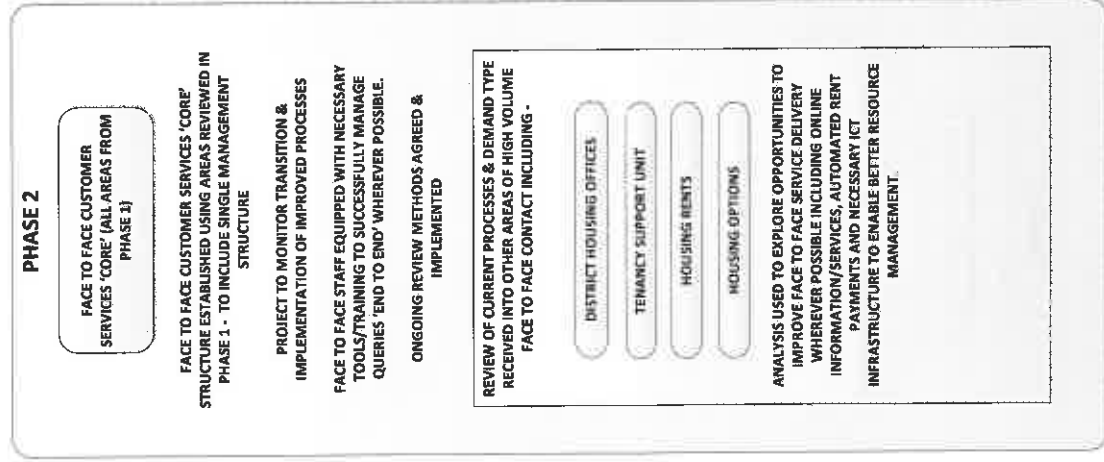 PHASE 2
FACE TO FACE CUSTOMER
SERVICES 'CORE' (ALL AREAS FROM
PHASE 1)
FACE TO FACE CUSTOMER SERVICES 'CORE'
STRUCTURE ESTABLISHED USING AREAS REVIEWED IN
PHASE 1 - TO INCLUDE SINGLE MANAGEMENT
STRUCTURE
PROJECT TO MONITOR TRANSITION &
IMPLEMENTATION OF IMPROVED PROCESSES
FACE TO FACE STAFF EQUIPPED WITH NECESSARY
TOOLS/TRAINING TO SUCCESSFULLY MANAGE
QUERIES 'END TO END' WHEREVER POSSIBLE.
ONGOING REVIEW METHODS AGREED &
IMPLEMENTED
REVIEW OF CURRENT PROCESSES & DEMAND TYPE
RECEIVED INTO OTHER AREAS OF HIGH VOLUME
FACE TO FACE CONTACT INCLUDING -
DISTRICT HOUSING OFFICES
TENANCY SUPPORT UNIT
HOUSING RENTS
HOUSING OPTIONS
ANALYSIS USED TO EXPLORE OPPORTUNITIES TO
IMPROVE FACE TO FACE SERVICE DELIVERY
WHEREVER POSSIBLE INCLUDING ONLINE
INFORMATION/SERVICES, AUTOMATED RENT
PAYMENTS AND NECESSARY ICT
INFRASTRUCTURE TO ENABLE BETTER RESOURCE
MANAGEMENT.